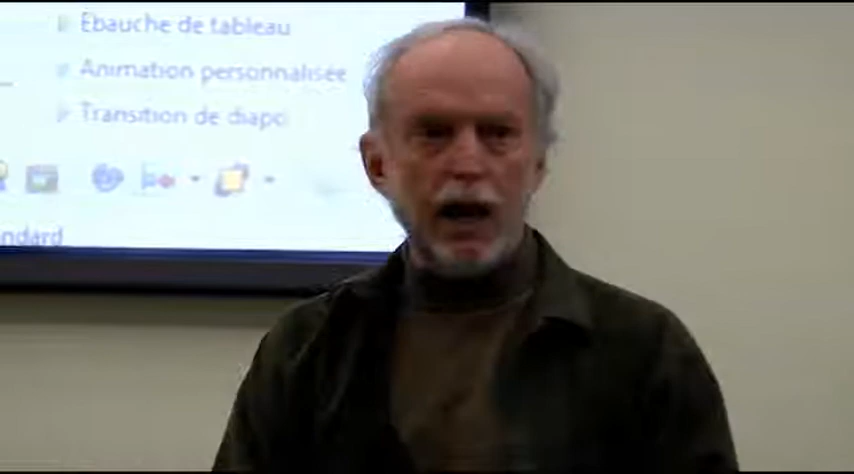 Ébauche de tableau
Animation personnalisée
Transition de diapo
ndard